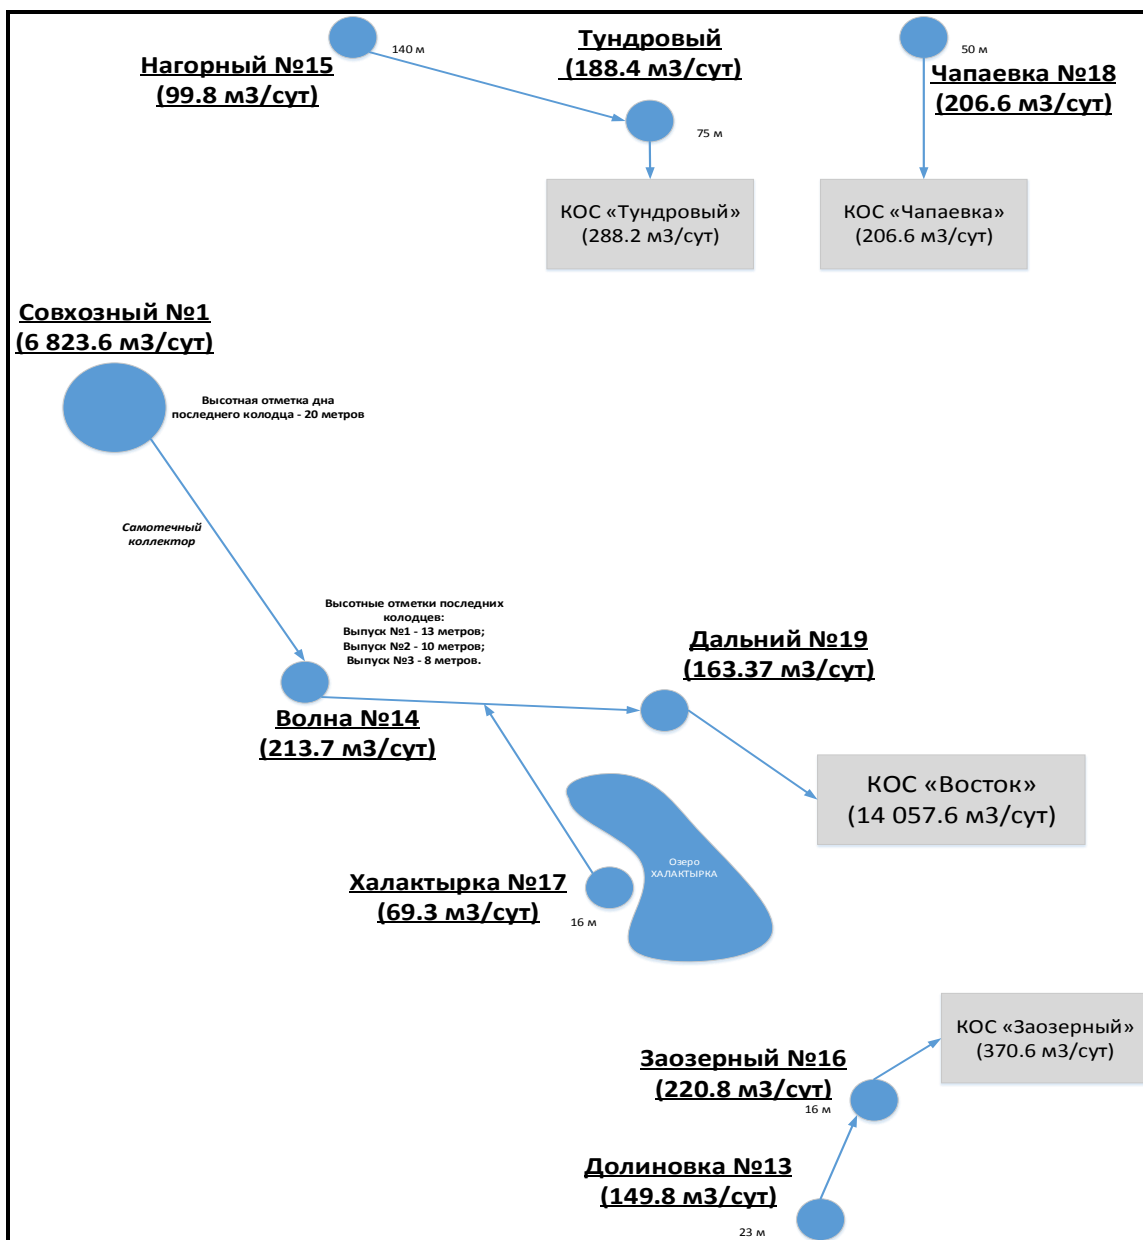 Нагорный №15
(99.8 м3/сут)
140 м
Тундровый
(188.4 м3/сут)
75 м
50 м
Чапаевка №18
(206.6 м3/сут)
КОС «Тундровый»
(288.2 м3/сут)
КОС «Чапаевка»
(206.6 м3/сут)
Совхозный №1
(6 823.6 м3/сут)
Высотная отметка дна
последнего колодца - 20 метров
Самотечный
коллектор
Высотные отметки последних
колодцев:
Выпуск №1 - 13 метров;
Выпуск №2 - 10 метров;
Выпуск №3 - 8 метров.
Волна №14
(213.7 м3/сут)
Дальний №19
(163.37 м3/сут)
КОС «Восток»
(14 057.6 м3/сут)
Халактырка №17
(69.3 м3/сут)
16 м
Озеро
ХАЛАКТЫРКА
КОС «Заозерный»
(370.6 м3/сут)
Заозерный №16
(220.8 м3/сут)
16 м
Долиновка №13
(149.8 м3/сут)
23 м